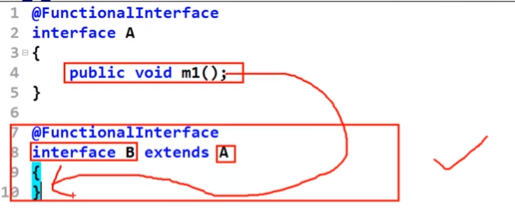 1 @FunctionalInterface
2 interface A
3 {
4 public void m1();
5 }
6
7 @FunctionalInterface
8 interface B extends A
9 {
10 }